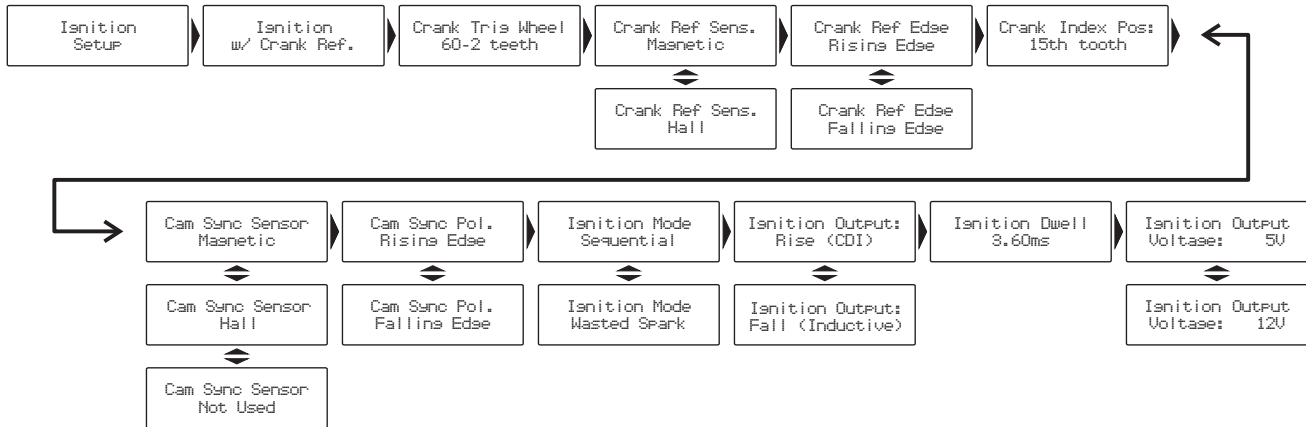 Ignition
Setup
Ignition
w/ Crank Ref.
Crank Trig Wheel
60-2 teeth
Crank Ref Sens.
Magnetic
Crank Ref Edge
Rising Edge
Crank Index Pos:
15th tooth
Crank Ref Sens.
Hall
Crank Ref Edge
Falling Edge
Cam Sync Sensor
Magnetic
Cam Sync Pol.
Rising Edge
Ignition Mode
Sequential
Ignition Output:
Rise (CDI)
Ignition Dwell
3.60ms
Ignition Output
Voltage: 5V
Cam Sync Sensor
Hall
Cam Sync Pol.
Falling Edge
Ignition Mode
Wasted Spark
Ignition Output:
Fall (Inductive)
Ignition Output
Voltage: 12V
Cam Sync Sensor
Not Used